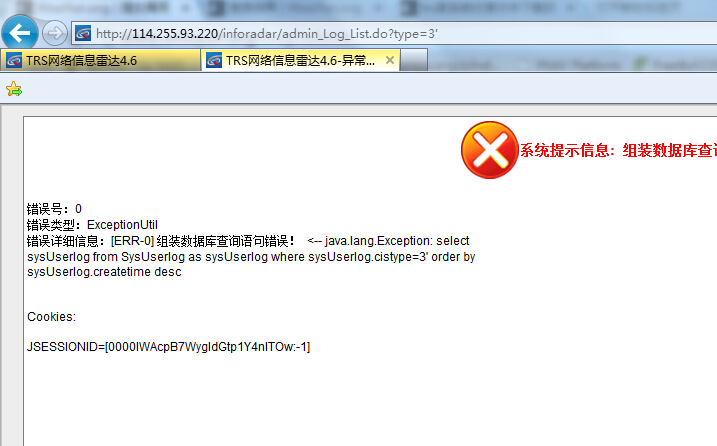 http://114.255.93.220/inforadar/admin_Log_List.do?type=3'
TRS网络信息雷达4.6
TRS网络信息雷达4.6-异常...
系统提示信息：组装数据库查
错误号：0
错误类型：ExceptionUtil
错误详细信息：[ERR-0] 组装数据库查询语句错误！ <-- java.lang.Exception: select
sysUserlog from SysUserlog as sysUserlog where sysUserlog.cistype=3' order by
sysUserlog.createtime desc
Cookies:
JSESSIONID=[0000IWAcpB7WygIdGtp1Y4nITOw:-1]